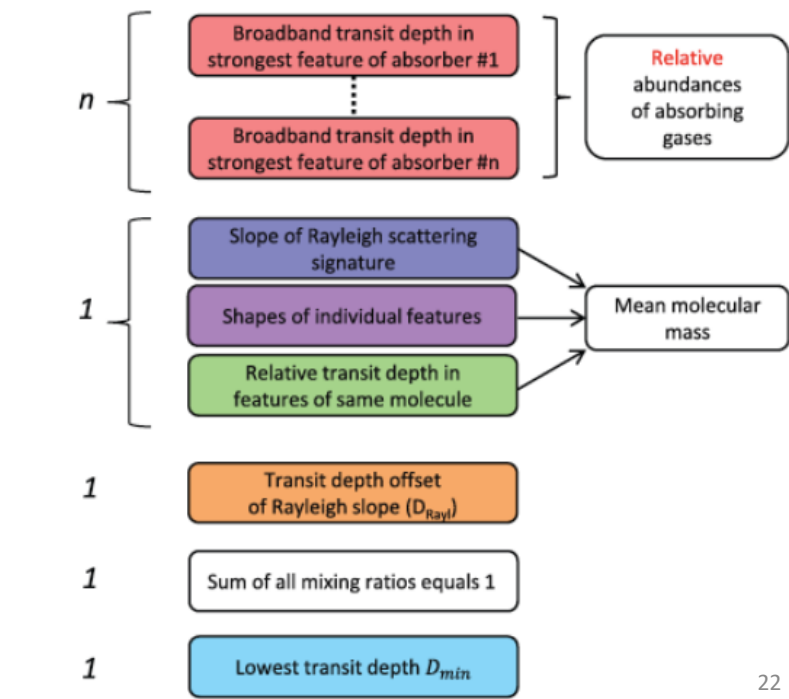 Broadband transit depth in
strongest feature of absorber #1
n
Broadband transit depth in
strongest feature of absorber #n
Relative
abundances
of absorbing
gases
Slope of Rayleigh scattering
signature
1
Shapes of individual features
Relative transit depth in
features of same molecule
Mean molecular
mass
1
Transit depth offset
of Rayleigh slope (D_Rayl)
1
Sum of all mixing ratios equals 1
1
Lowest transit depth D_min
22